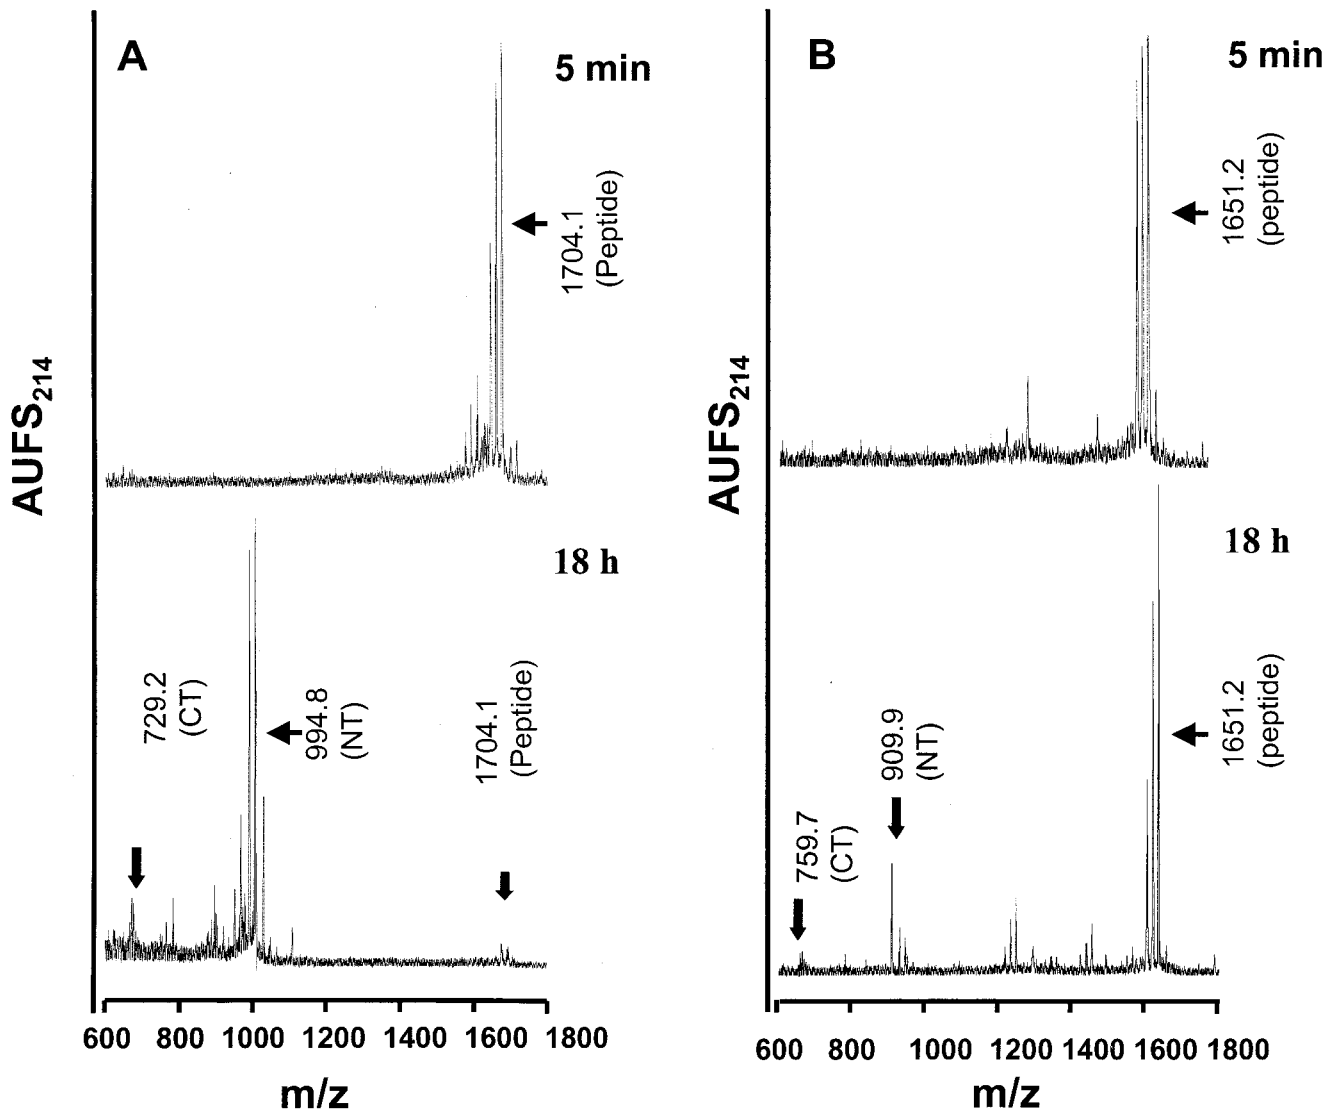 A
5 min
1704.1
(Peptide)
AUFS214
18 h
729.2
(CT)
994.8
(NT)
1704.1
(Peptide)
600 800 1000 1200 1400 1600 1800
m/z
B
5 min
1651.2
(peptide)
AUFS214
18 h
759.7
(CT)
909.9
(NT)
1651.2
(peptide)
600 800 1000 1200 1400 1600 1800
m/z